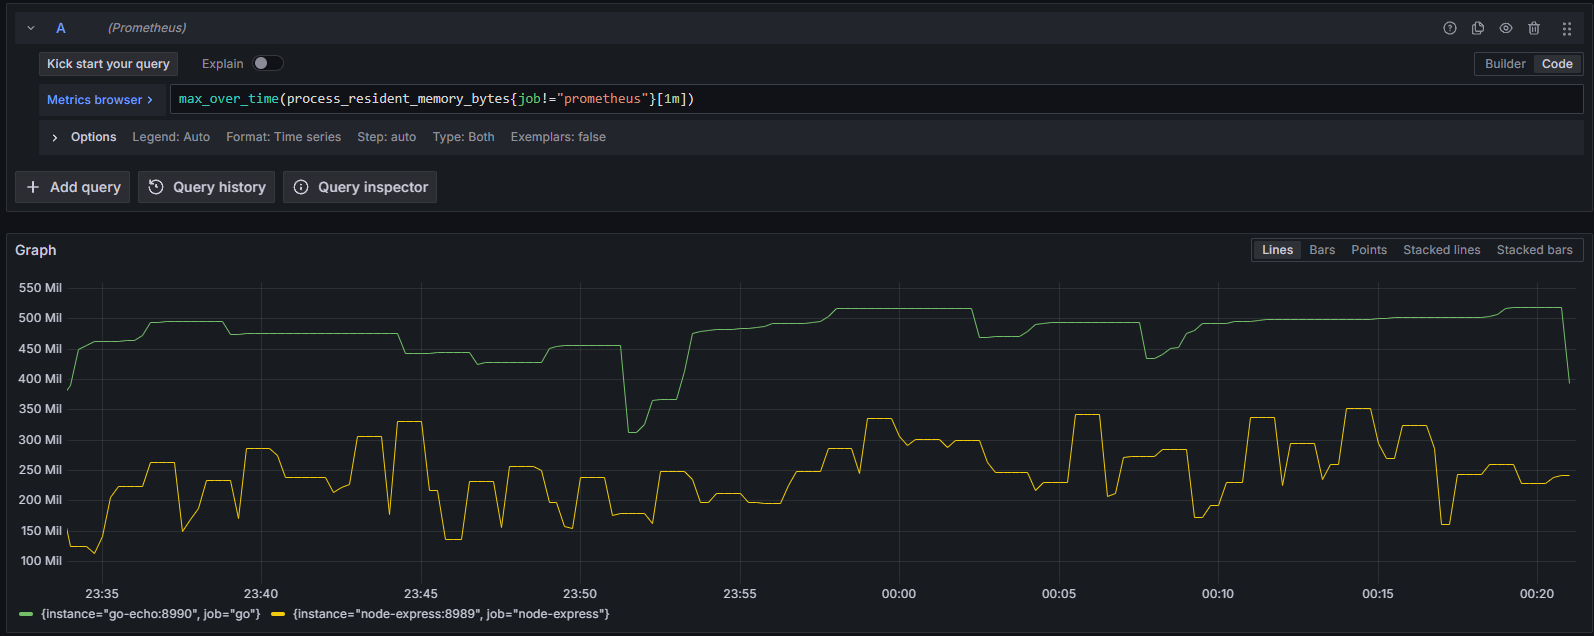 A (Prometheus)
Kick start your query Explain Builder Code
Metrics browser > max_over_time(process_resident_memory_bytes{job!="prometheus"}[1m])
> Options Legend: Auto Format: Time series Step: auto Type: Both Exemplars: false
+ Add query Query history Query inspector
Graph Lines Bars Points Stacked lines Stacked bars
550 Mil
500 Mil
450 Mil
400 Mil
350 Mil
300 Mil
250 Mil
200 Mil
150 Mil
100 Mil
23:35 23:40 23:45 23:50 23:55 00:00 00:05 00:10 00:15 00:20
{instance="go-echo:8990", job="go"} {instance="node-express:8989", job="node-express"}